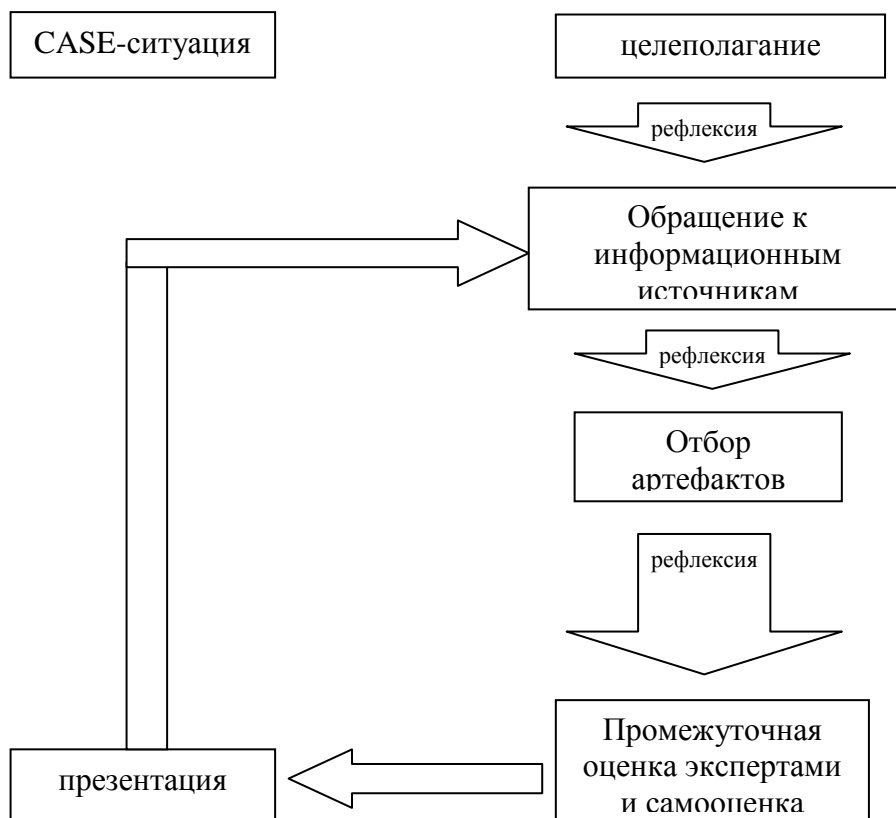 CASE-ситуация
целеполагание
рефлексия
Обращение к
информационным
источникам
рефлексия
Отбор
артефактов
рефлексия
Промежуточная
оценка экспертами
и самооценка
презентация